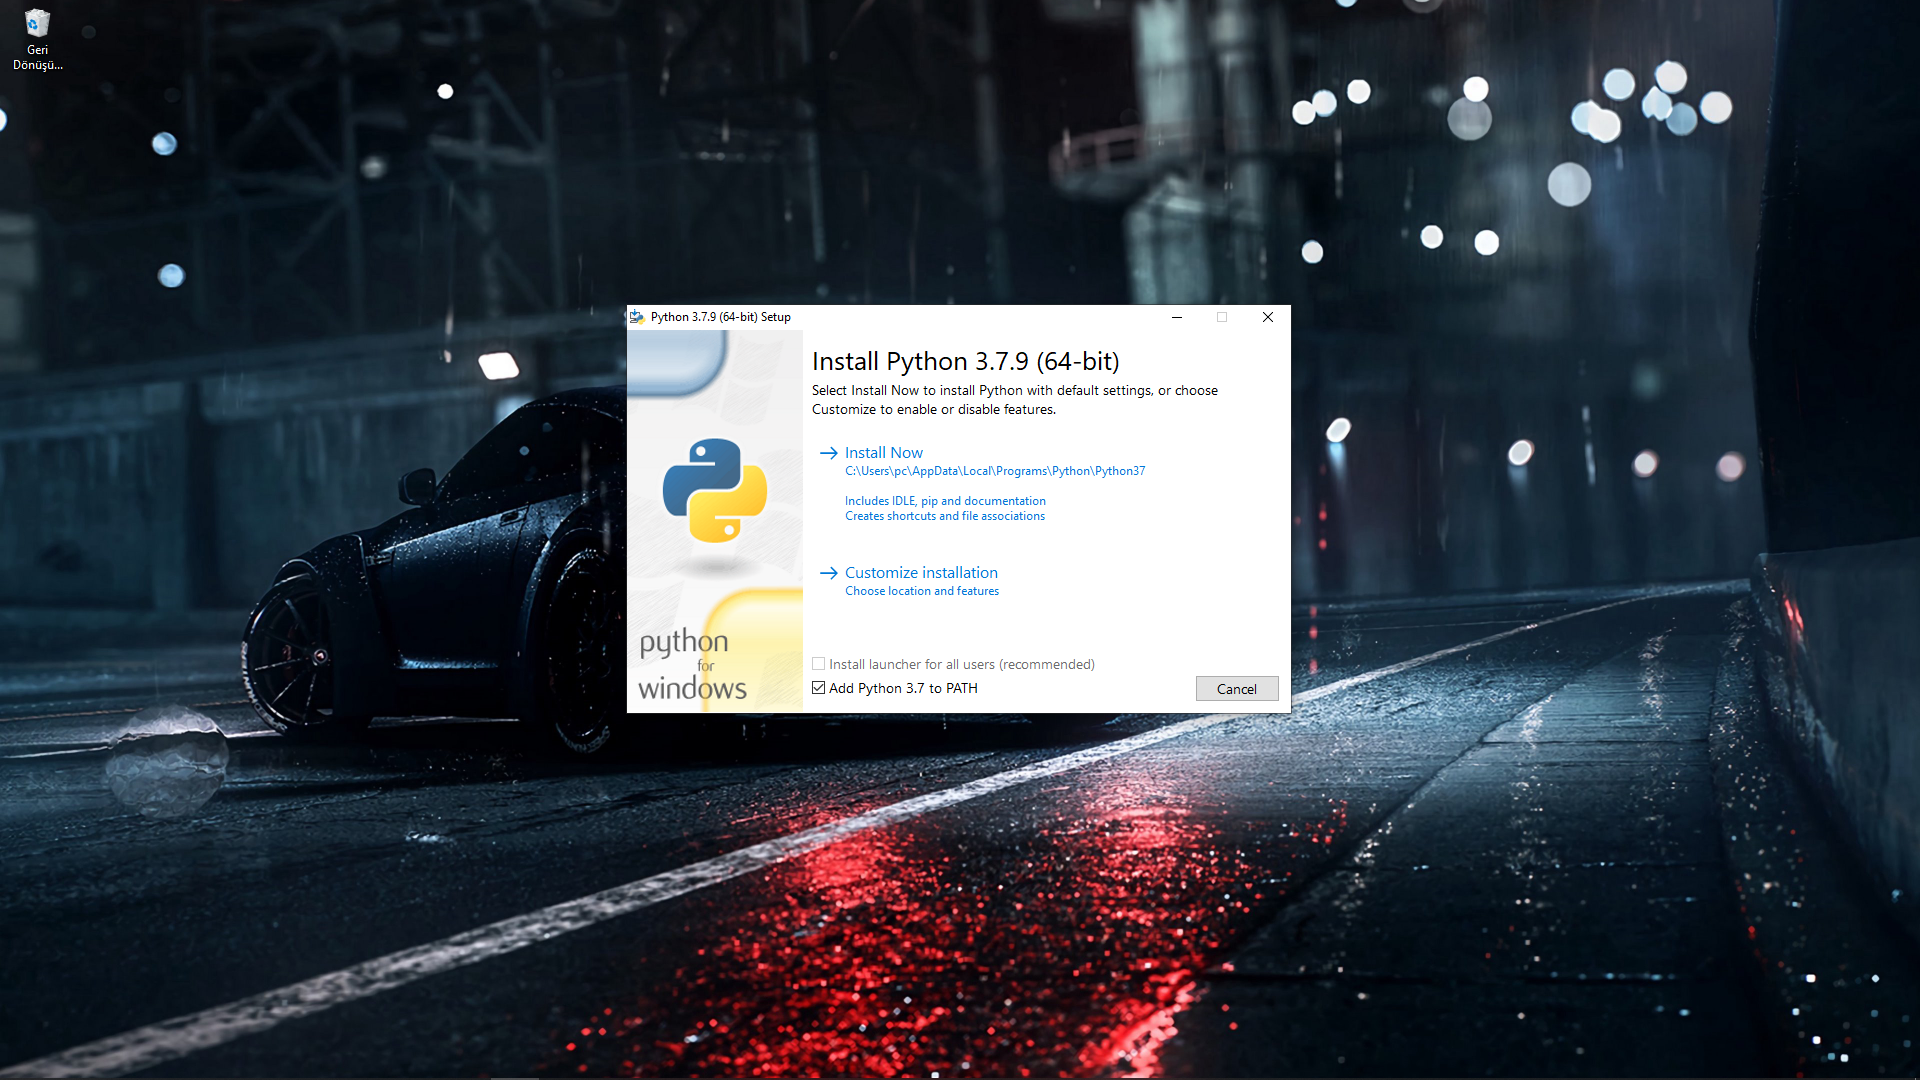 Geri
Dönüşü...
Python 3.7.9 (64-bit) Setup
Install Python 3.7.9 (64-bit)
Select Install Now to install Python with default settings, or choose
Customize to enable or disable features.
Install Now
C:\Users\pc\AppData\Local\Programs\Python\Python37
Includes IDLE, pip and documentation
Creates shortcuts and file associations
Customize installation
Choose location and features
python
for
windows
Install launcher for all users (recommended)
Add Python 3.7 to PATH
Cancel